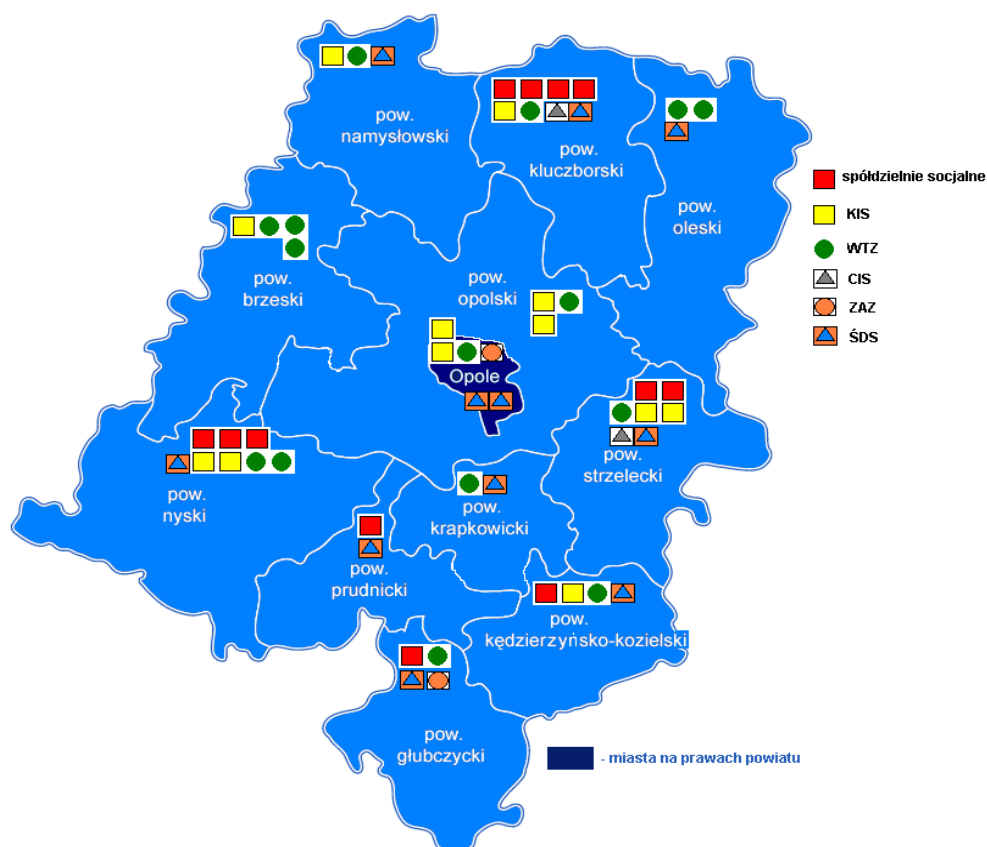 pow.
namysłowski
pow.
kluczborski
pow.
oleski
spółdzielnie socjalne
KIS
WTZ
CIS
ZAZ
ŚDS
pow.
brzeski
pow.
opolski
Opole
pow.
strzelecki
pow.
nyski
pow.
krapkowicki
pow.
prudnicki
pow.
kędzierzyńsko-kozielski
pow.
głubczycki
- miasta na prawach powiatu